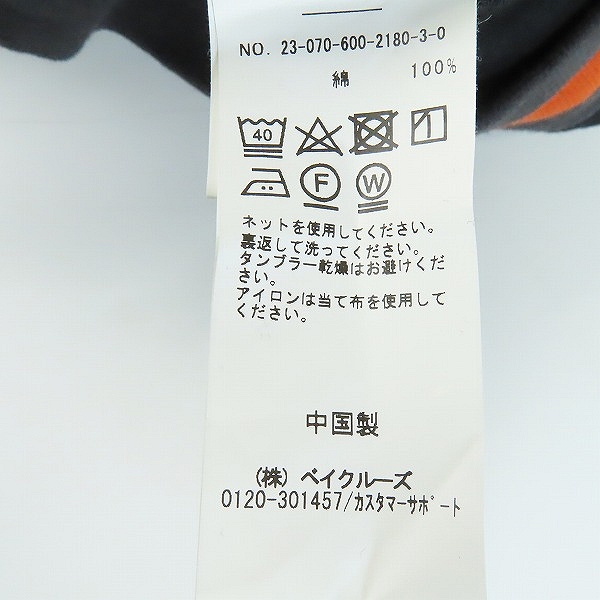 NO. 23-070-600-2180-3-0
綿 100%
40
F W
ネットを使用してください。
裏返して洗ってください。
タンブラー乾燥はお避けくだ
さい。
アイロンは当て布を使用して
ください。
中国製
(株) ベイクルーズ
0120-301457/カスタマーサポート